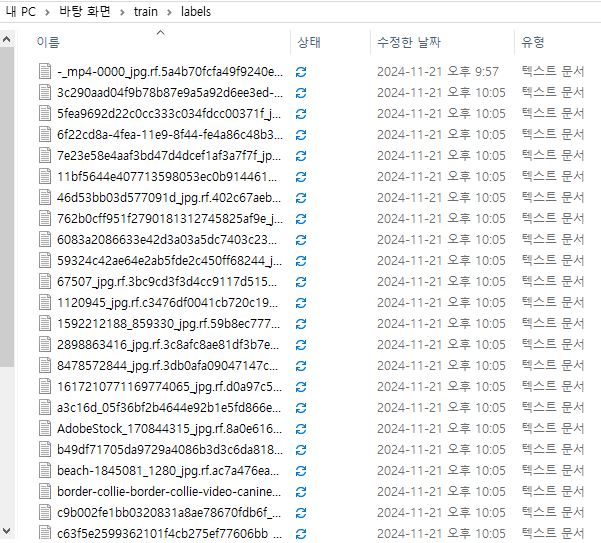 내 PC > 바탕 화면 > train > labels
이름 상태 수정한 날짜 유형
-_mp4-0000_jpg.rf.5a4b70fcfa49f9240e... 2024-11-21 오후 9:57 텍스트 문서
3c290aad04f9b78b87e9a5a92d6ee3ed-... 2024-11-21 오후 10:05 텍스트 문서
5fea9692d22c0cc333c034fdcc00371f_j... 2024-11-21 오후 10:05 텍스트 문서
6f22cd8a-4fea-11e9-8f44-fe4a86c48b3... 2024-11-21 오후 10:05 텍스트 문서
7e23e58e4aaf3bd47d4dcef1af3a7f7f_jp... 2024-11-21 오후 10:05 텍스트 문서
11bf5644e407713598053ec0b914461... 2024-11-21 오후 10:05 텍스트 문서
46d53bb03d577091d_jpg.rf.402c67aeb... 2024-11-21 오후 10:05 텍스트 문서
762b0cff951f2790181312745825af9e_j... 2024-11-21 오후 10:05 텍스트 문서
6083a2086633e42d3a03a5dc7403c23... 2024-11-21 오후 10:05 텍스트 문서
59324c42ae64e2ab5fde2c450ff68244_j... 2024-11-21 오후 10:05 텍스트 문서
67507_jpg.rf.3bc9cd3f3d4cc9117d515... 2024-11-21 오후 10:05 텍스트 문서
1120945_jpg.rf.c3476df0041cb720c19... 2024-11-21 오후 10:05 텍스트 문서
1592212188_859330_jpg.rf.59b8ec777... 2024-11-21 오후 10:05 텍스트 문서
2898863416_jpg.rf.3c8afc8ae81df3b7e... 2024-11-21 오후 10:05 텍스트 문서
8478572844_jpg.rf.3db0afa09047147c... 2024-11-21 오후 10:05 텍스트 문서
1617210771169774065_jpg.rf.d0a97c5... 2024-11-21 오후 10:05 텍스트 문서
a3c16d_05f36bf2b4644e92b1e5fd866e... 2024-11-21 오후 10:05 텍스트 문서
AdobeStock_170844315_jpg.rf.8a0e616... 2024-11-21 오후 10:05 텍스트 문서
b49df71705da9729a4086b3d3c6da818... 2024-11-21 오후 10:05 텍스트 문서
beach-1845081_1280_jpg.rf.ac7a476ea... 2024-11-21 오후 10:05 텍스트 문서
border-collie-border-collie-video-canine... 2024-11-21 오후 10:05 텍스트 문서
c9b002fe1bb0320831a8ae78670fdb6f_... 2024-11-21 오후 10:05 텍스트 문서
c63f5e2599362101f4cb275ef77606bb_... 2024-11-21 오후 10:05 텍스트 문서